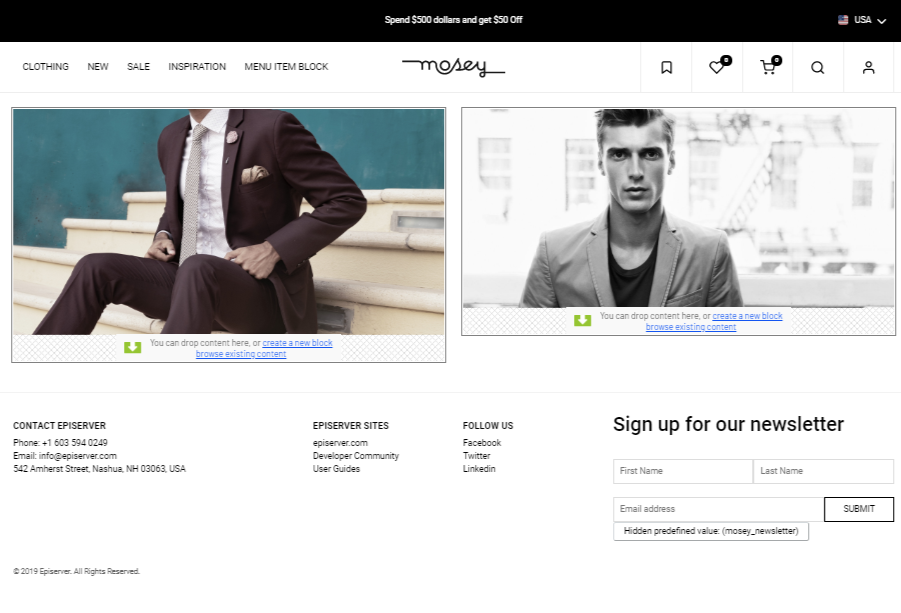 Spend $500 dollars and get $50 Off
USA
CLOTHING NEW SALE INSPIRATION MENU ITEM BLOCK
mosey
0 0
You can drop content here, or create a new block
browse existing content
You can drop content here, or create a new block
browse existing content
CONTACT EPISERVER
Phone: +1 603 594 0249
Email: info@episerver.com
542 Amherst Street, Nashua, NH 03063, USA
EPISERVER SITES
episerver.com
Developer Community
User Guides
FOLLOW US
Facebook
Twitter
Linkedin
Sign up for our newsletter
First Name Last Name
Email address SUBMIT
Hidden predefined value: (mosey_newsletter)
© 2019 Episerver. All Rights Reserved.